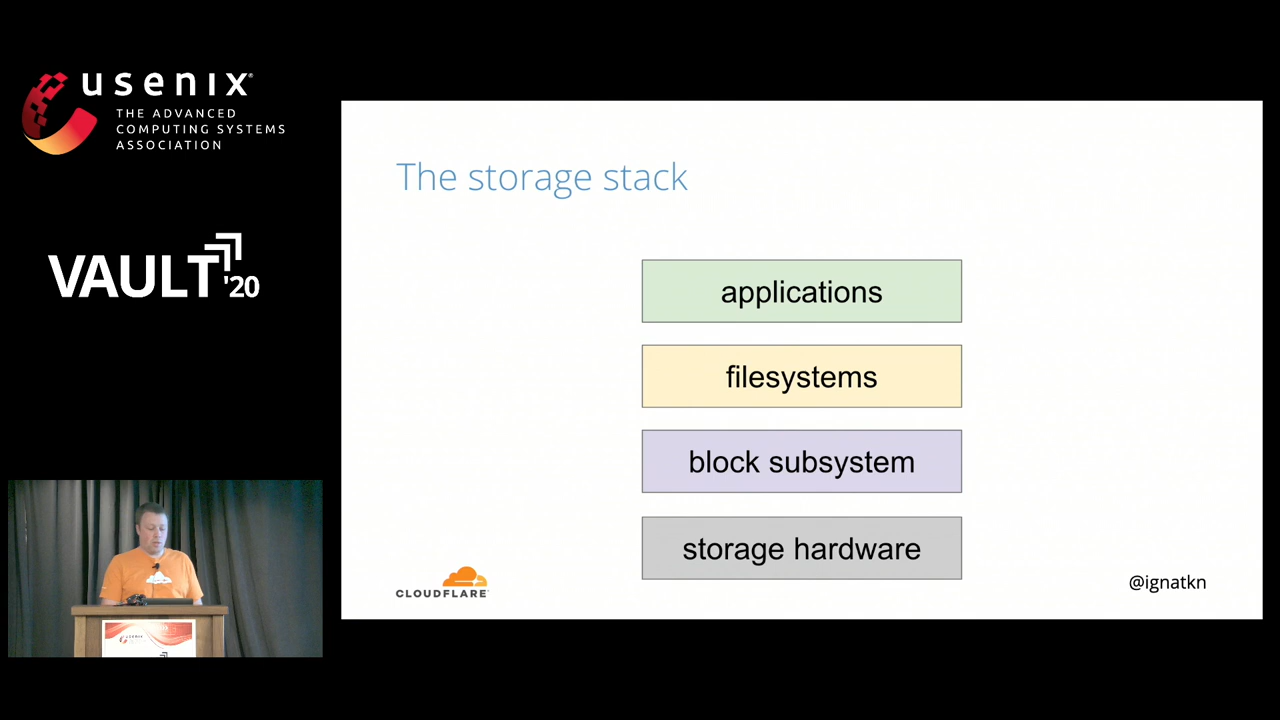 usenix®
THE ADVANCED
COMPUTING SYSTEMS
ASSOCIATION
VAULT '20
The storage stack
applications
filesystems
block subsystem
storage hardware
CLOUDFLARE
@ignatkn
usenix